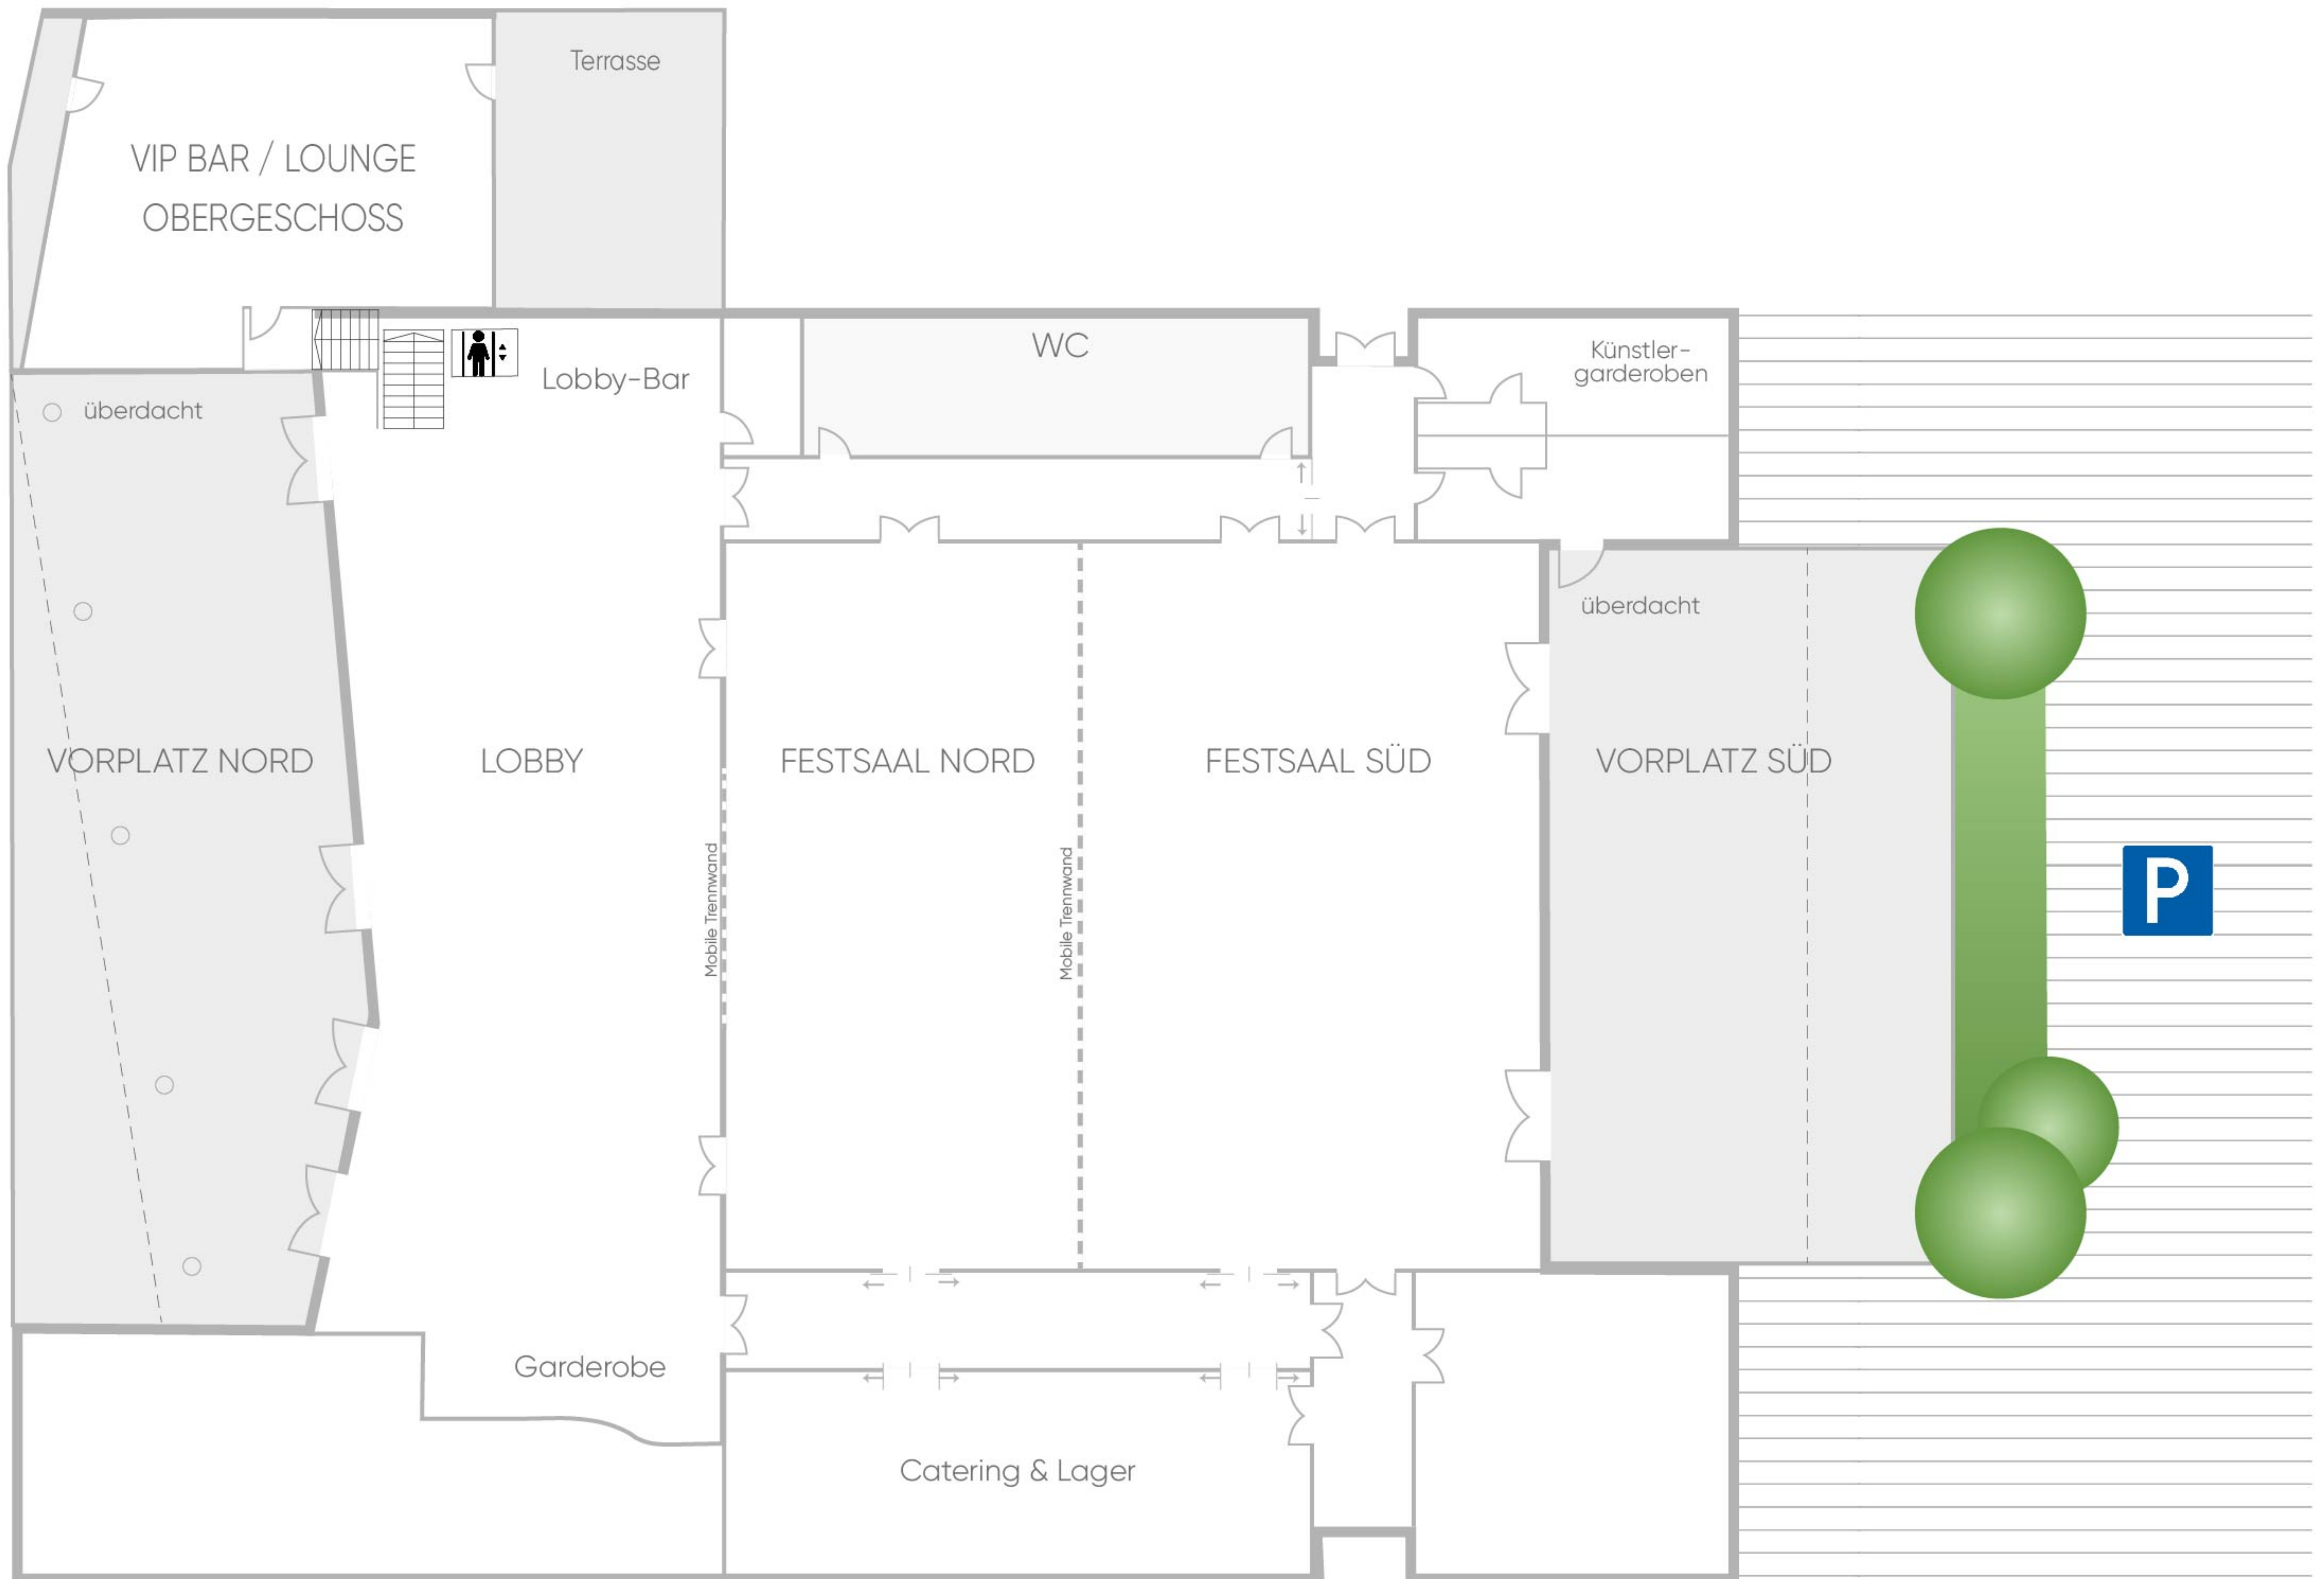 Terrasse
VIP BAR / LOUNGE
OBERGESCHOSS
WC
Künstler-
garderoben
Lobby-Bar
überdacht
überdacht
VORPLATZ NORD
LOBBY
FESTSAAL NORD
FESTSAAL SÜD
VORPLATZ SÜD
Mobile Trennwand
Mobile Trennwand
P
Garderobe
Catering & Lager